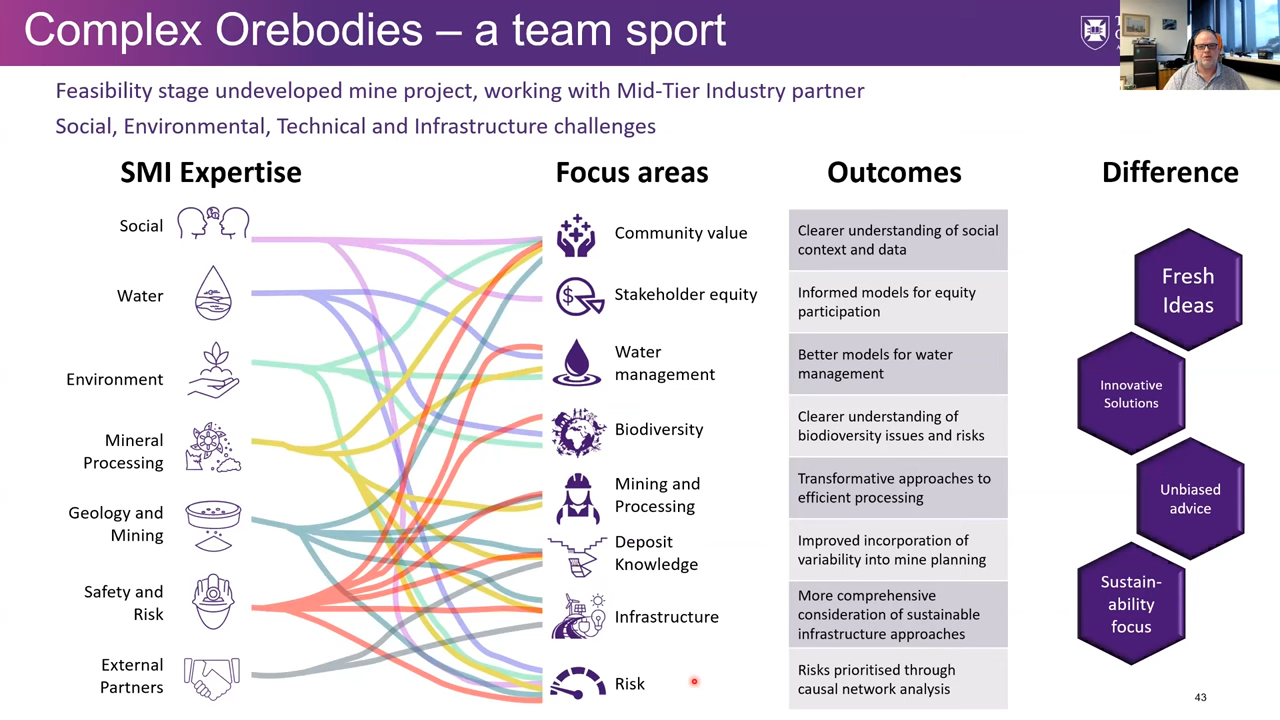 Complex Orebodies – a team sport
Feasibility stage undeveloped mine project, working with Mid-Tier Industry partner
Social, Environmental, Technical and Infrastructure challenges
SMI Expertise
Social
Water
Environment
Mineral
Processing
Geology and
Mining
Safety and
Risk
External
Partners
Focus areas
Community value
Stakeholder equity
Water
management
Biodiversity
Mining and
Processing
Deposit
Knowledge
Infrastructure
Risk
Outcomes
Clearer understanding of social
context and data
Informed models for equity
participation
Better models for water
management
Clearer understanding of
biodiversity issues and risks
Transformative approaches to
efficient processing
Improved incorporation of
variability into mine planning
More comprehensive
consideration of sustainable
infrastructure approaches
Risks prioritised through
causal network analysis
Difference
Fresh
Ideas
Innovative
Solutions
Unbiased
advice
Sustain-
ability
focus
43